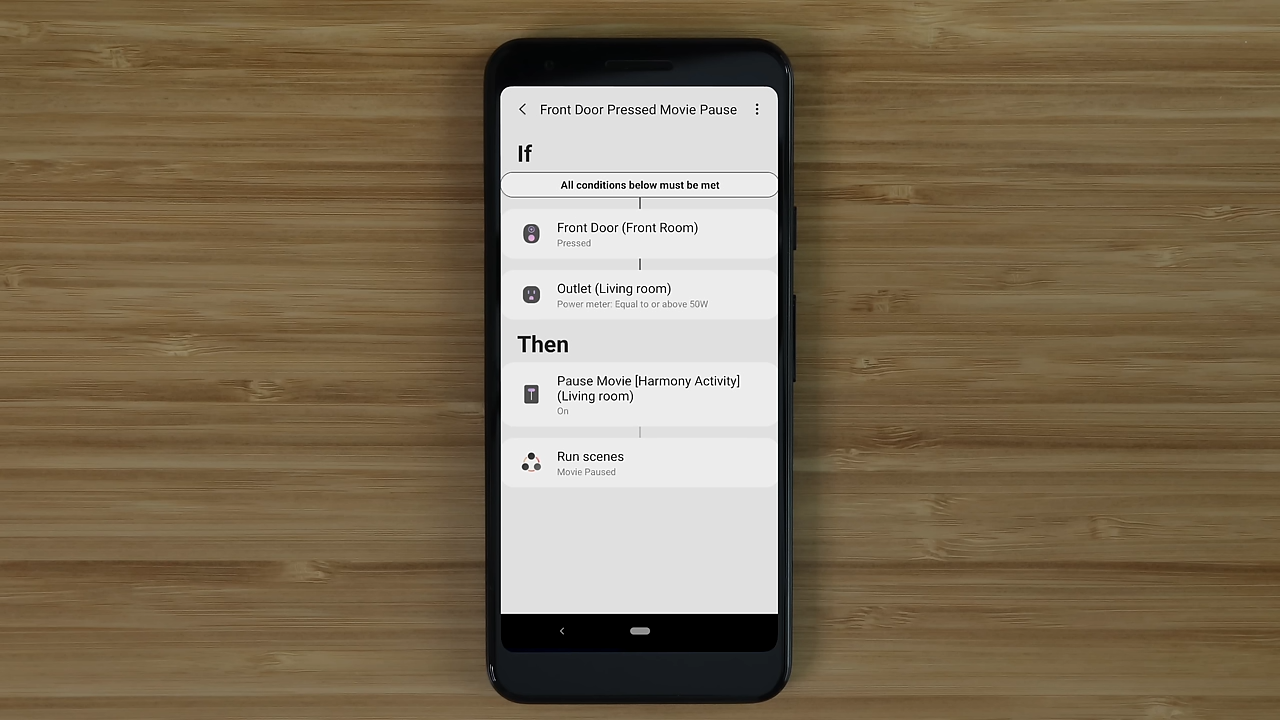 Front Door Pressed Movie Pause
If
All conditions below must be met
Front Door (Front Room)
Pressed
Outlet (Living room)
Power meter: Equal to or above 50W
Then
Pause Movie [Harmony Activity]
(Living room)
On
Run scenes
Movie Paused